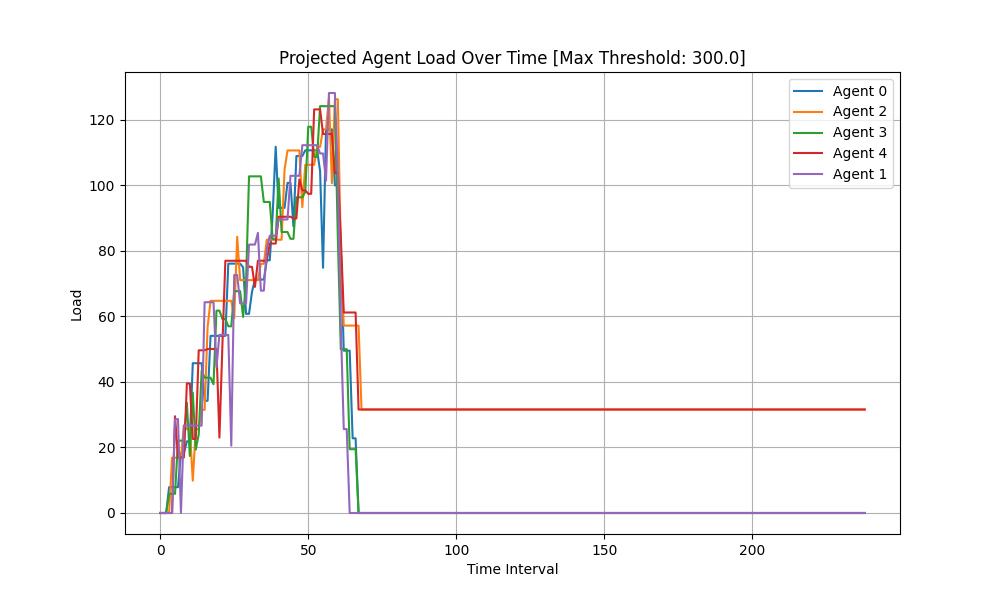 Projected Agent Load Over Time [Max Threshold: 300.0]
Agent 0
Agent 2
Agent 3
Agent 4
Agent 1
Load
120
100
80
60
40
20
0
0 50 100 150 200
Time Interval